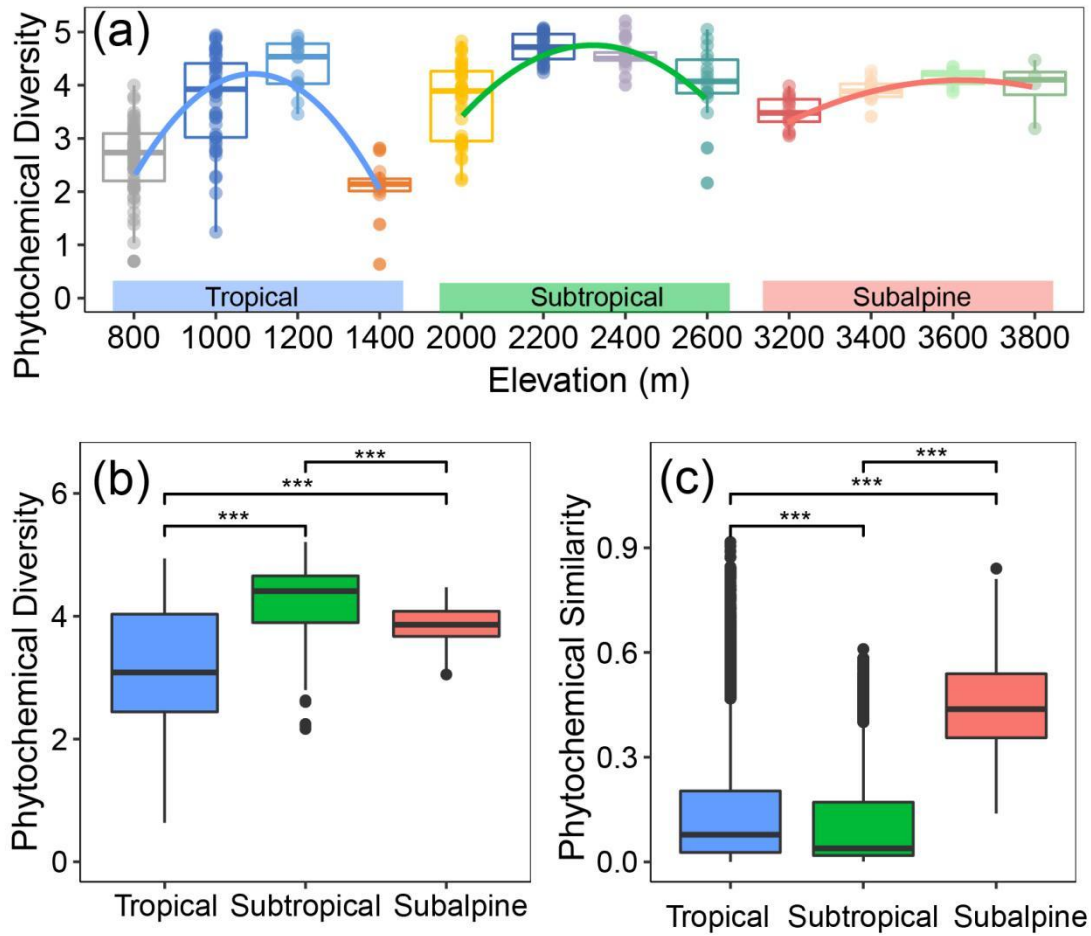 (a)
Phytochemical Diversity
5
4
3
2
1
0
Tropical
Subtropical
Subalpine
800 1000 1200 1400 2000 2200 2400 2600 3200 3400 3600 3800
Elevation (m)
(b)
Phytochemical Diversity
6
4
2
0
***
***
***
Tropical Subtropical Subalpine
(c)
Phytochemical Similarity
0.9
0.6
0.3
0.0
***
***
***
Tropical Subtropical Subalpine